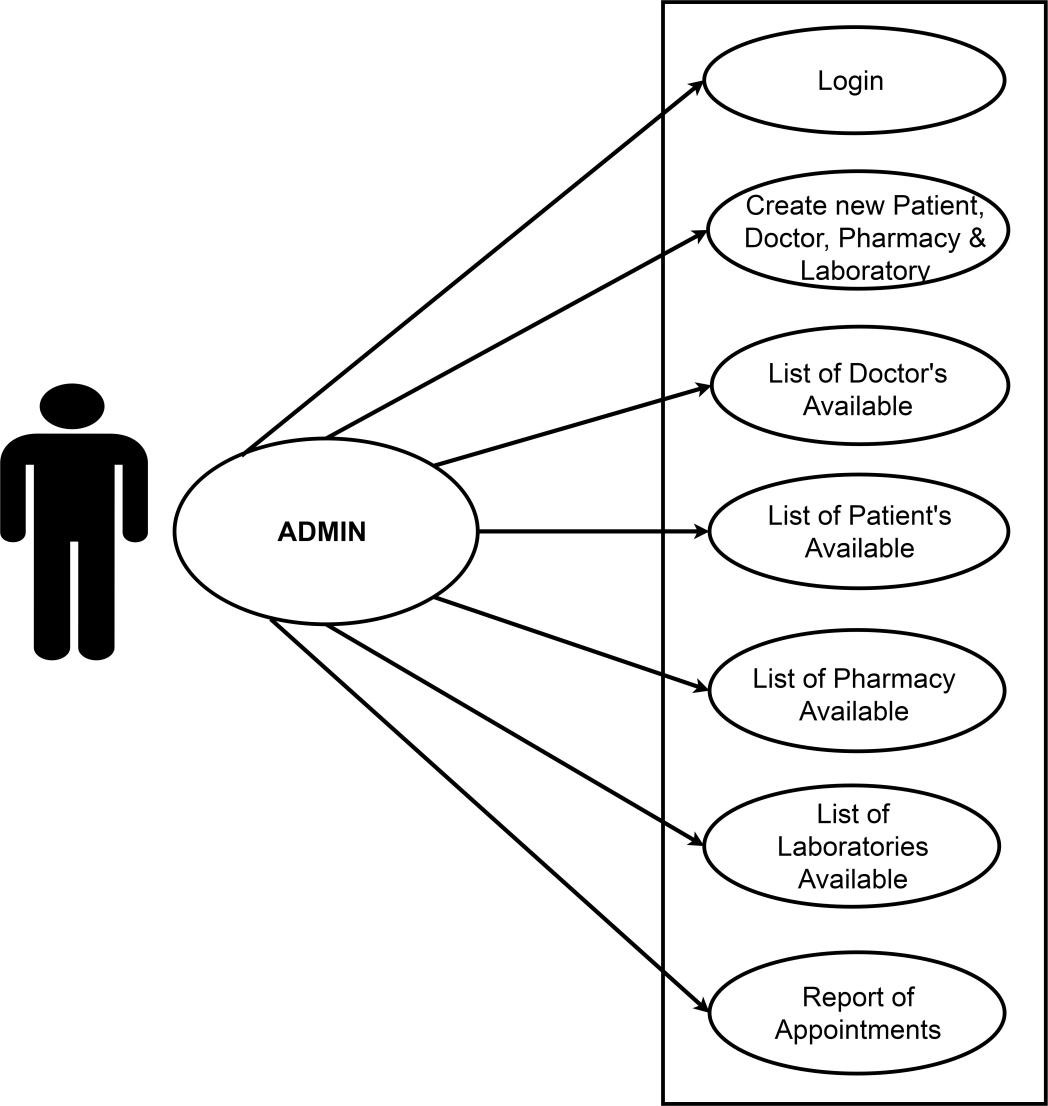 Login
Create new Patient,
Doctor, Pharmacy &
Laboratory
List of Doctor's
Available
ADMIN
List of Patient's
Available
List of Pharmacy
Available
List of
Laboratories
Available
Report of
Appointments